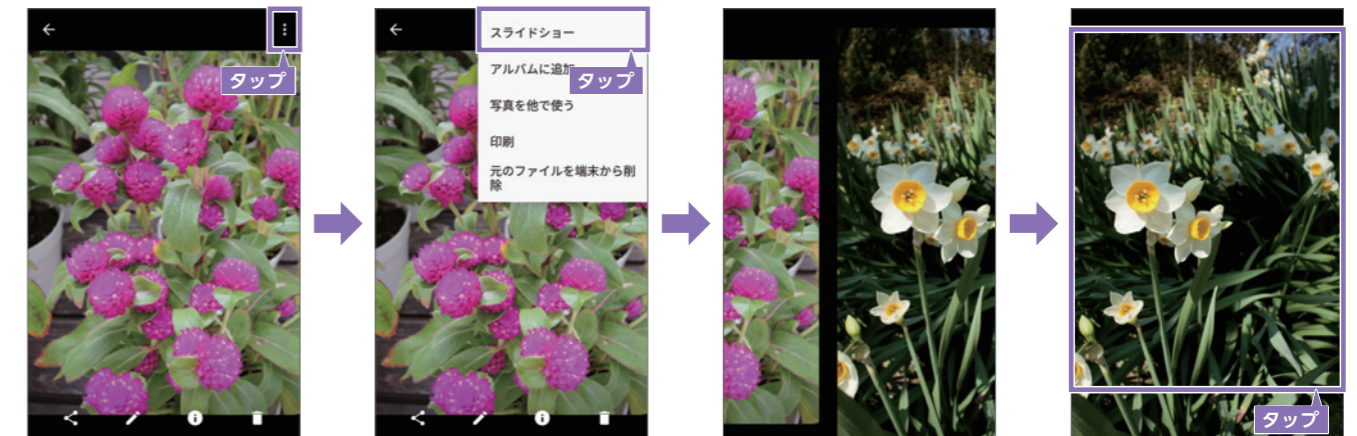 タップ
スライドショー
アルバムに追加
タップ
写真を他で使う
印刷
元のファイルを端末から削
除
タップ